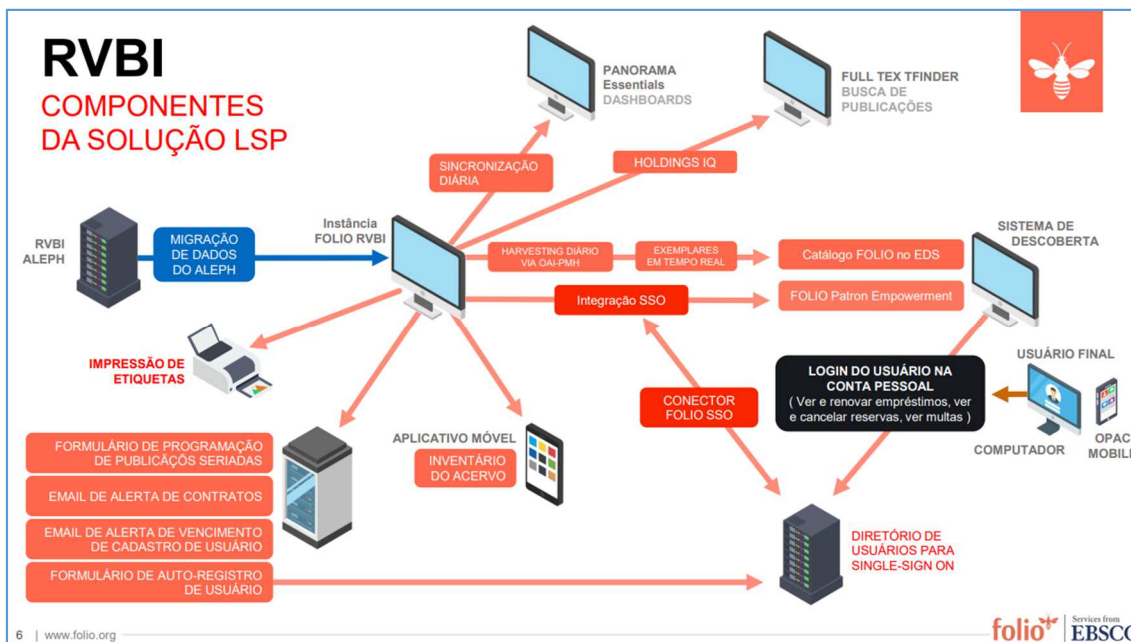 RVBI
COMPONENTES
DA SOLUÇÃO LSP
PANORAMA
Essentials
DASHBOARDS
FULL TEX TFINDER
BUSCA DE
PUBLICAÇÕES
SINCRONIZAÇÃO
DIÁRIA
HOLDINGS IQ
RVBI
ALEPH
MIGRAÇÃO
DE DADOS
DO ALEPH
Instância
FOLIO RVBI
HARVESTING DIÁRIO
VIA OAI-PMH
EXEMPLARES
EM TEMPO REAL
Catálogo FOLIO no EDS
SISTEMA DE
DESCOBERTA
Integração SSO
FOLIO Patron Empowerment
IMPRESSÃO DE
ETIQUETAS
CONECTOR
FOLIO SSO
LOGIN DO USUÁRIO NA
CONTA PESSOAL
( Ver e renovar empréstimos, ver
e cancelar reservas, ver multas )
USUÁRIO FINAL
COMPUTADOR
OPAC
MOBILE
FORMULÁRIO DE PROGRAMAÇÃO
DE PUBLICAÇÕS SERIADAS
EMAIL DE ALERTA DE CONTRATOS
EMAIL DE ALERTA DE VENCIMENTO
DE CADASTRO DE USUÁRIO
FORMULÁRIO DE AUTO-REGISTRO
DE USUÁRIO
APLICATIVO MÓVEL
INVENTÁRIO
DO ACERVO
DIRETÓRIO DE
USUÁRIOS PARA
SINGLE-SIGN ON
6 | www.folio.org
folio
Services from
EBSCO